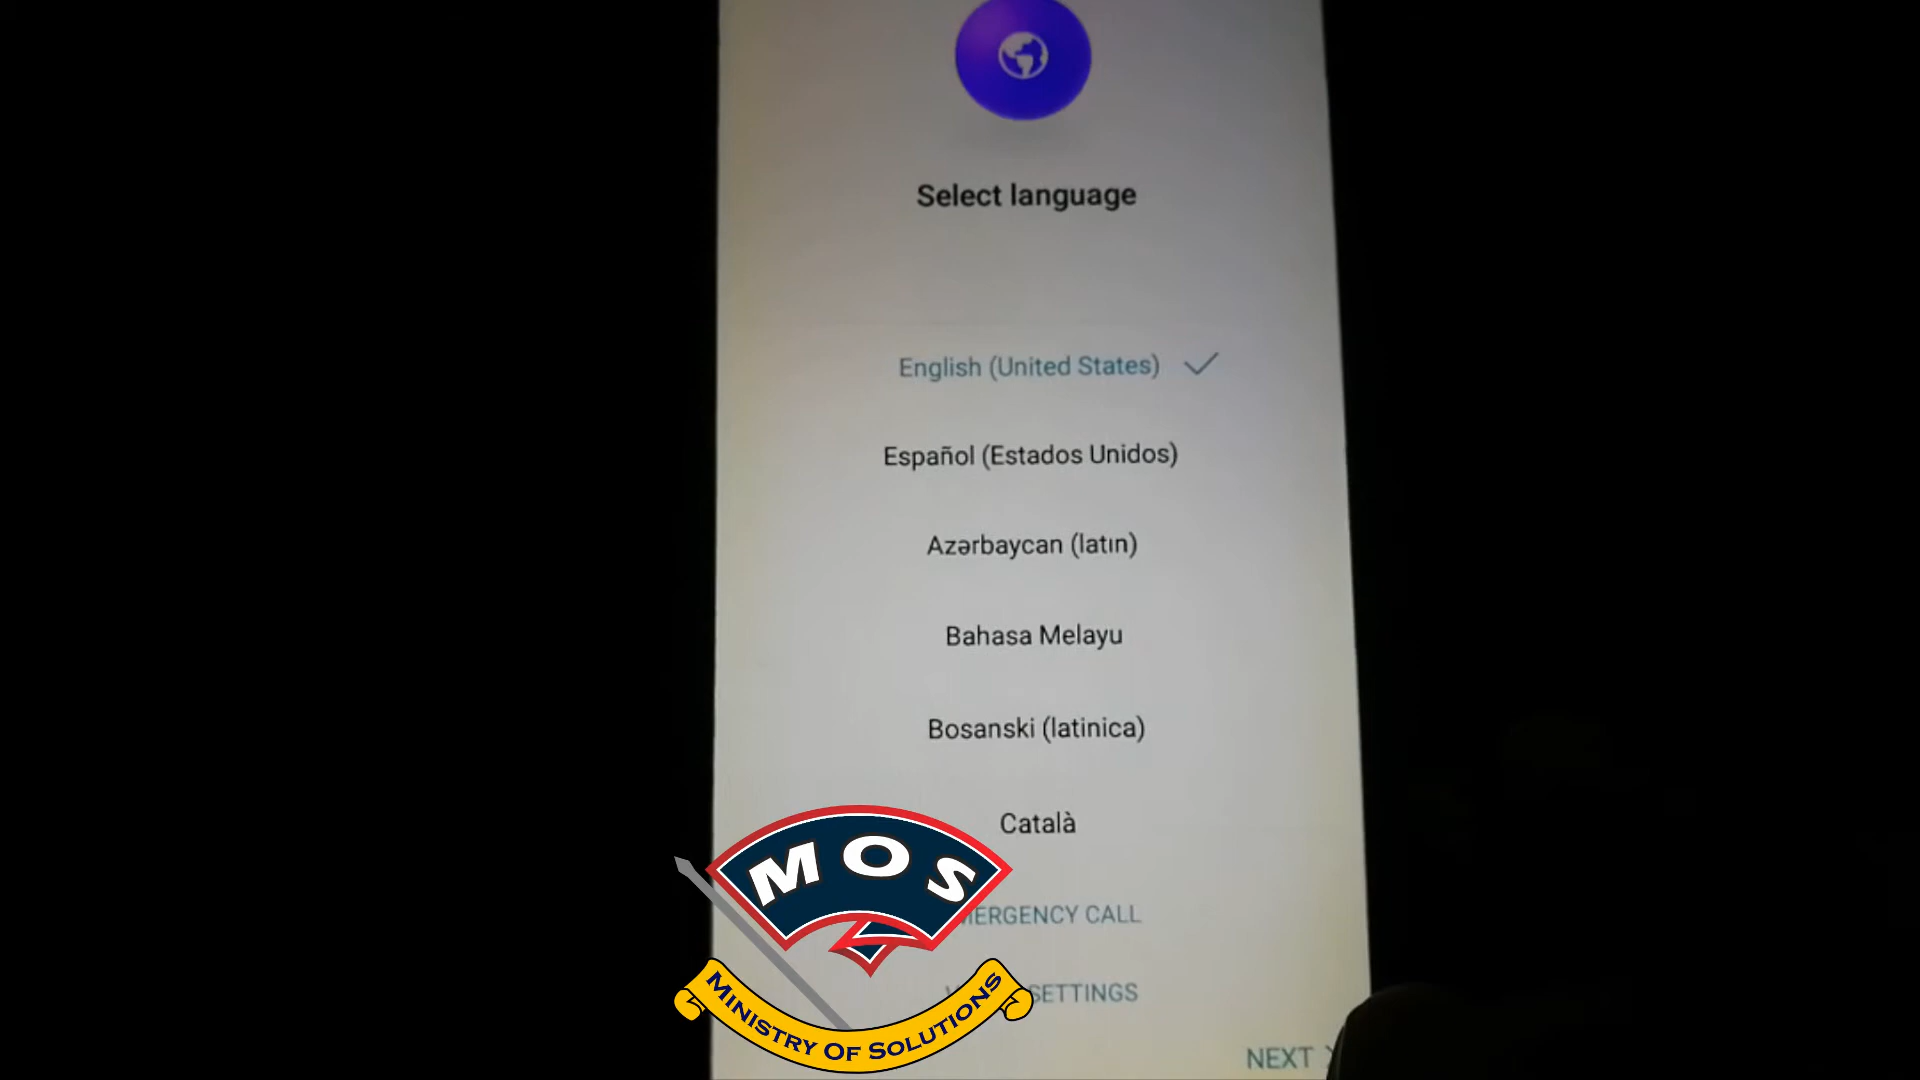 Select language
English (United States)
Español (Estados Unidos)
Azərbaycan (latın)
Bahasa Melayu
Bosanski (latinica)
Català
MOS
CALL
SETTINGS
MINISTRY OF SOLUTIONS
NEXT